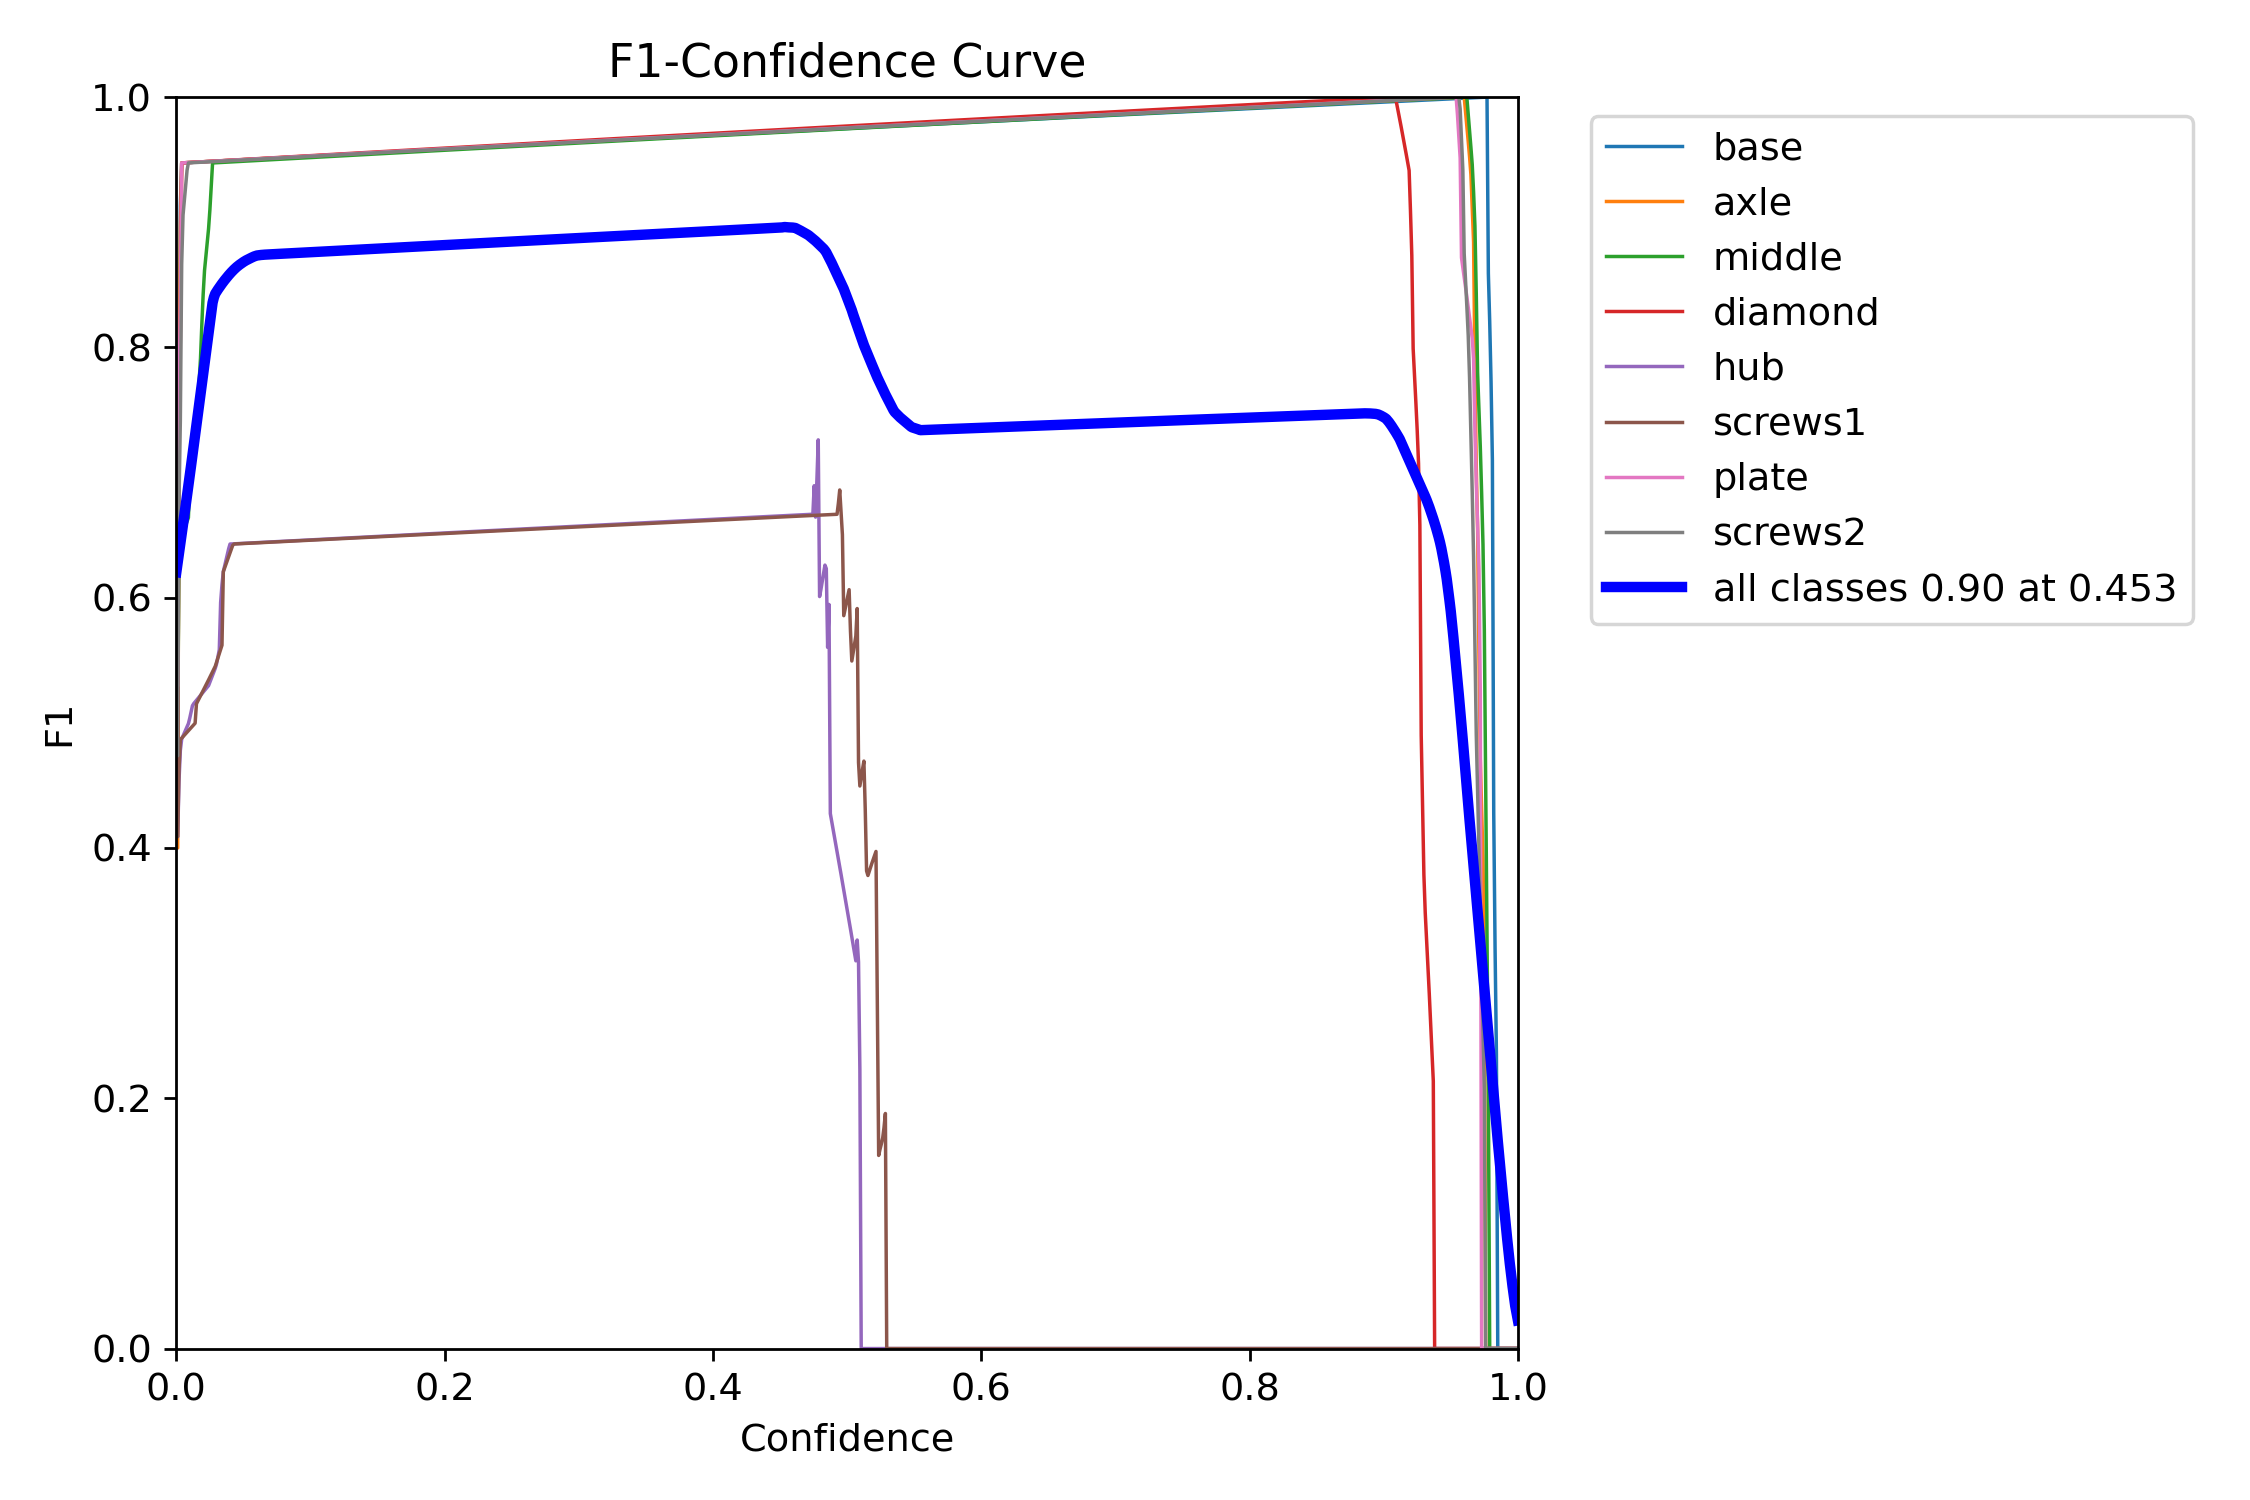 F1-Confidence Curve
1.0
0.8
0.6
0.4
0.2
0.0
F1
0.0 0.2 0.4 0.6 0.8 1.0
Confidence
base
axle
middle
diamond
hub
screws1
plate
screws2
all classes 0.90 at 0.453